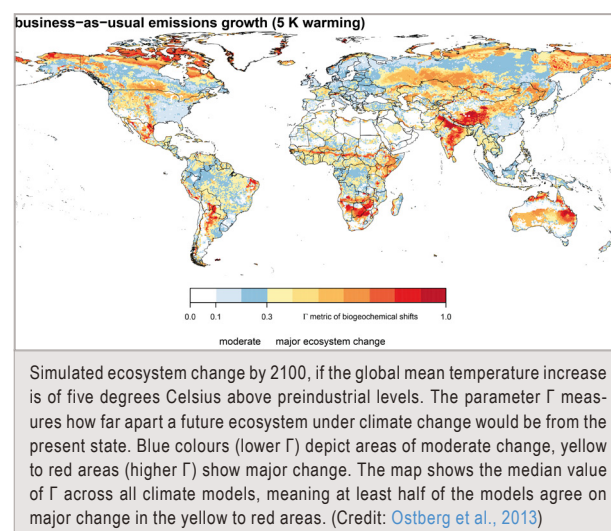 business−as−usual emissions growth (5 K warming)
0.0 0.1 0.3 Γ metric of biogeochemical shifts 1.0
moderate major ecosystem change
Simulated ecosystem change by 2100, if the global mean temperature increase
is of five degrees Celsius above preindustrial levels. The parameter Γ meas-
ures how far apart a future ecosystem under climate change would be from the
present state. Blue colours (lower Γ) depict areas of moderate change, yellow
to red areas (higher Γ) show major change. The map shows the median value
of Γ across all climate models, meaning at least half of the models agree on
major change in the yellow to red areas. (Credit: Ostberg et al., 2013)